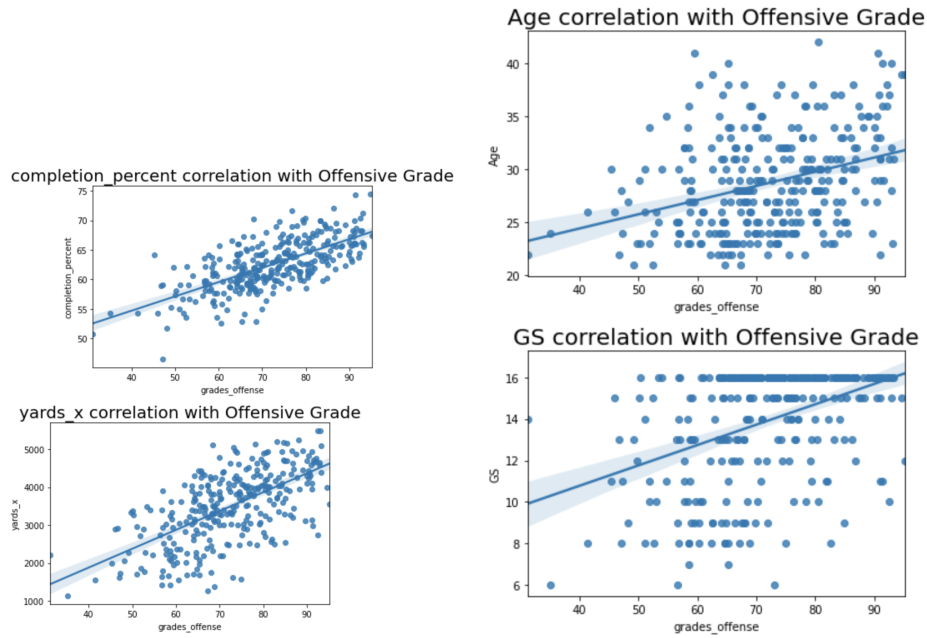 completion_percent correlation with Offensive Grade
75
70
65
60
55
50
completion_percent
40 50 60 70 80 90
grades_offense
yards_x correlation with Offensive Grade
5000
4000
3000
2000
1000
yards_x
40 50 60 70 80 90
grades_offense
Age correlation with Offensive Grade
40
35
30
25
20
Age
40 50 60 70 80 90
grades_offense
GS correlation with Offensive Grade
16
14
12
10
8
6
GS
40 50 60 70 80 90
grades_offense